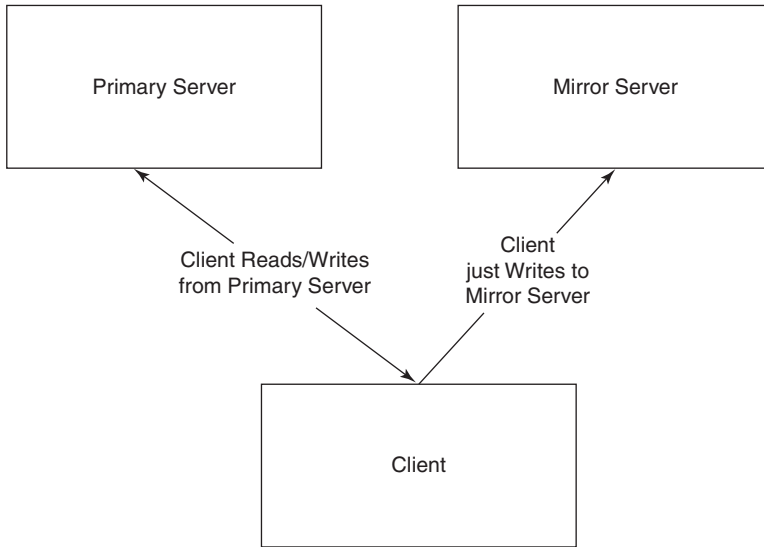 Primary Server
Mirror Server
Client Reads/Writes
from Primary Server
Client
just Writes to
Mirror Server
Client